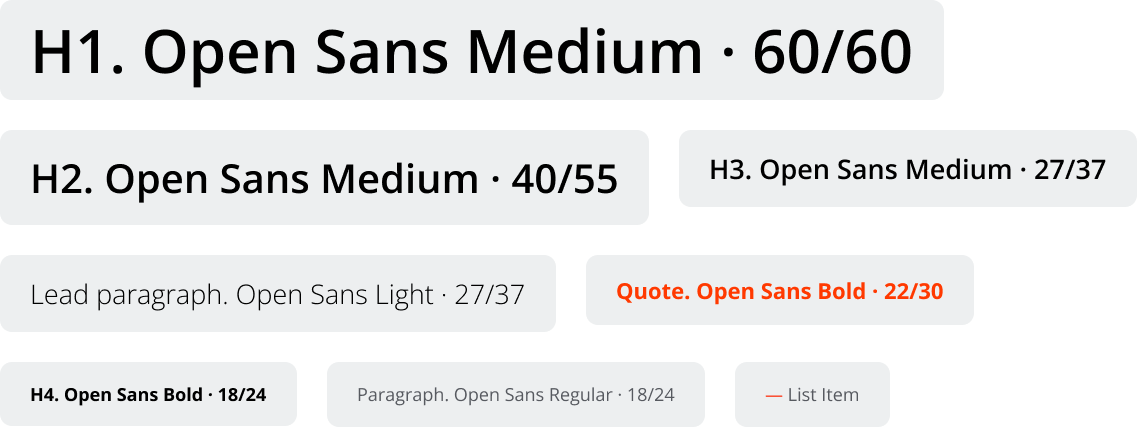 H1. Open Sans Medium · 60/60
H2. Open Sans Medium · 40/55
H3. Open Sans Medium · 27/37
Lead paragraph. Open Sans Light · 27/37
Quote. Open Sans Bold · 22/30
H4. Open Sans Bold · 18/24
Paragraph. Open Sans Regular · 18/24
— List Item